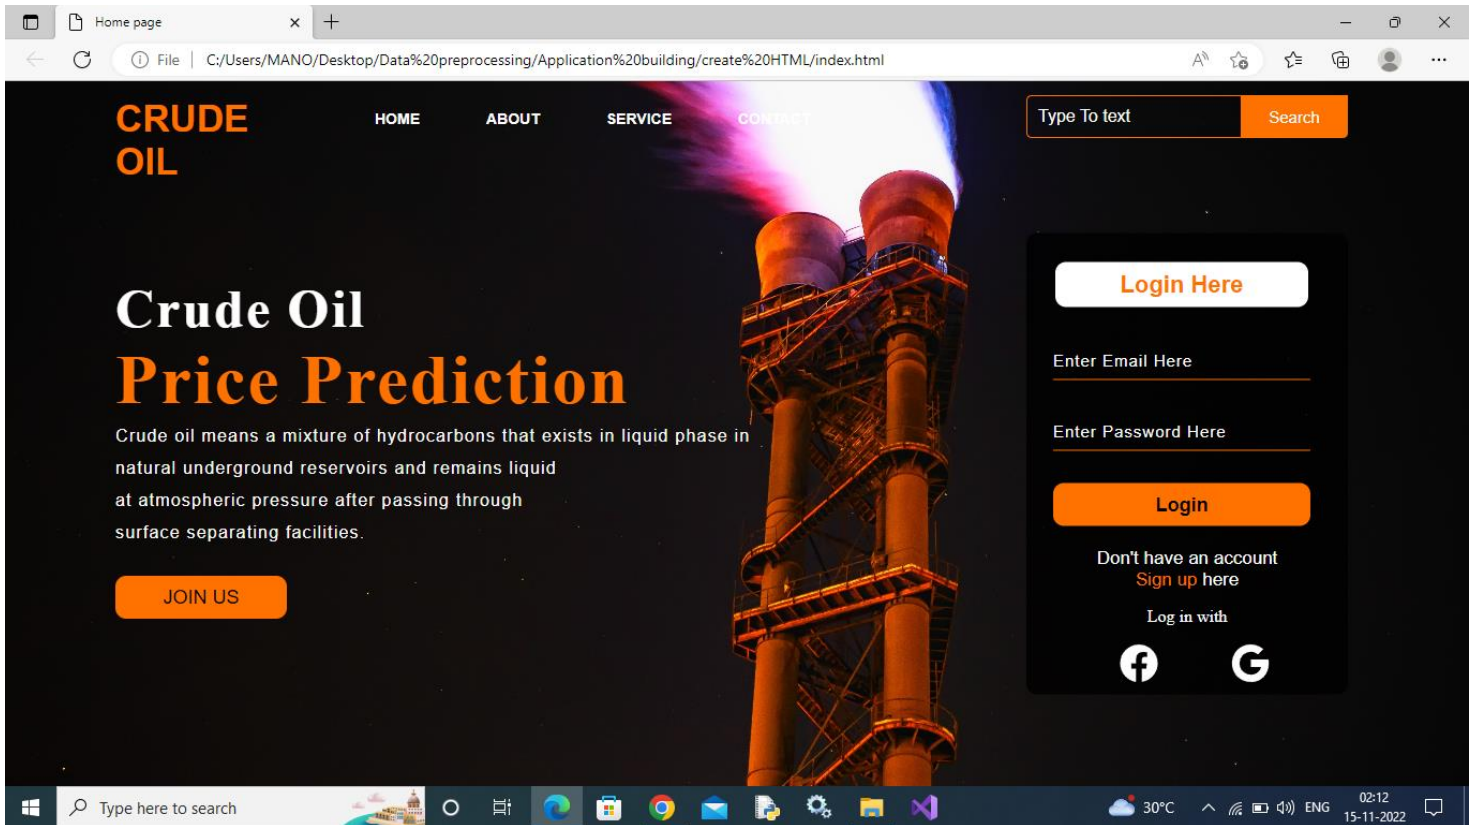 Home page
File | C:/Users/MANO/Desktop/Data%20preprocessing/Application%20building/create%20HTML/index.html
CRUDE
OIL
HOME ABOUT SERVICE CONTACT
Type To text Search
Crude Oil
Price Prediction
Crude oil means a mixture of hydrocarbons that exists in liquid phase in
natural underground reservoirs and remains liquid
at atmospheric pressure after passing through
surface separating facilities.
JOIN US
Login Here
Enter Email Here
Enter Password Here
Login
Don't have an account
Sign up here
Log in with
Type here to search
30°C ENG
02:12
15-11-2022